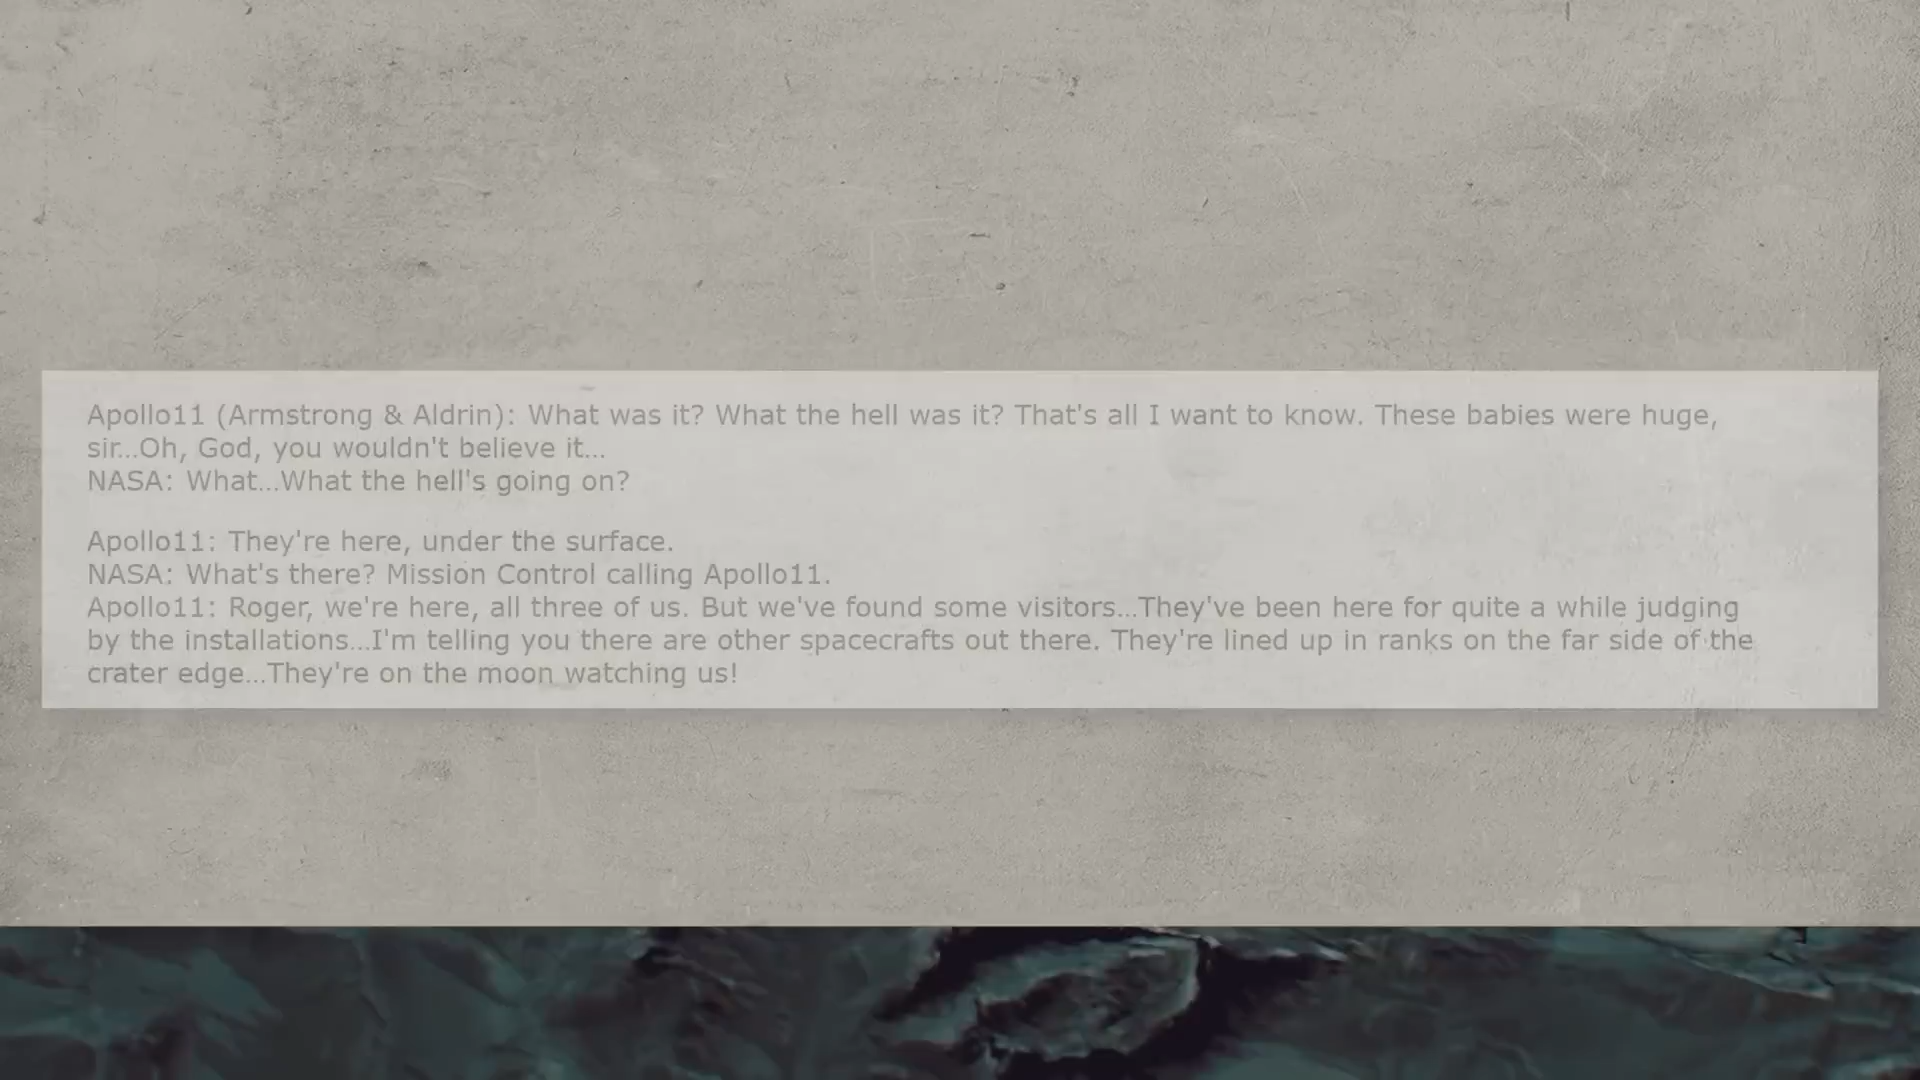 Apollo11 (Armstrong & Aldrin): What was it? What the hell was it? That's all I want to know. These babies were huge,
sir...Oh, God, you wouldn't believe it...
NASA: What...What the hell's going on?
Apollo11: They're here, under the surface.
NASA: What's there? Mission Control calling Apollo11.
Apollo11: Roger, we're here, all three of us. But we've found some visitors...They've been here for quite a while judging
by the installations...I'm telling you there are other spacecrafts out there. They're lined up in ranks on the far side of the
crater edge...They're on the moon watching us!